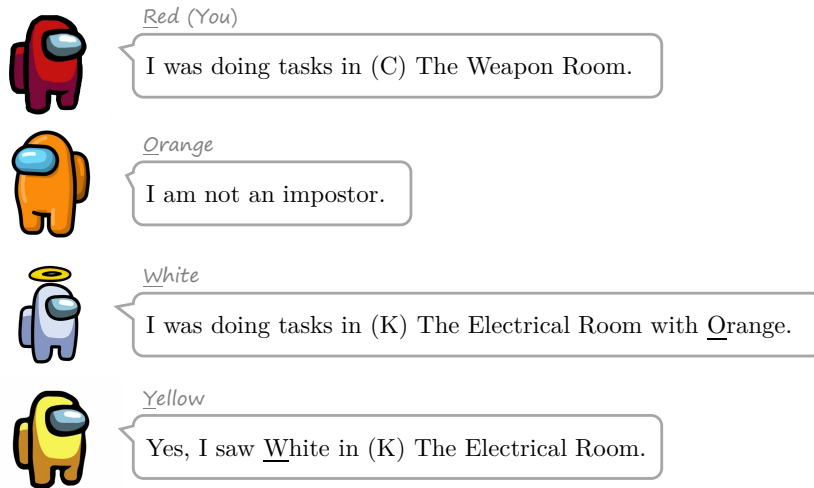 Red (You)
I was doing tasks in (C) The Weapon Room.
Orange
I am not an impostor.
White
I was doing tasks in (K) The Electrical Room with Orange.
Yellow
Yes, I saw White in (K) The Electrical Room.